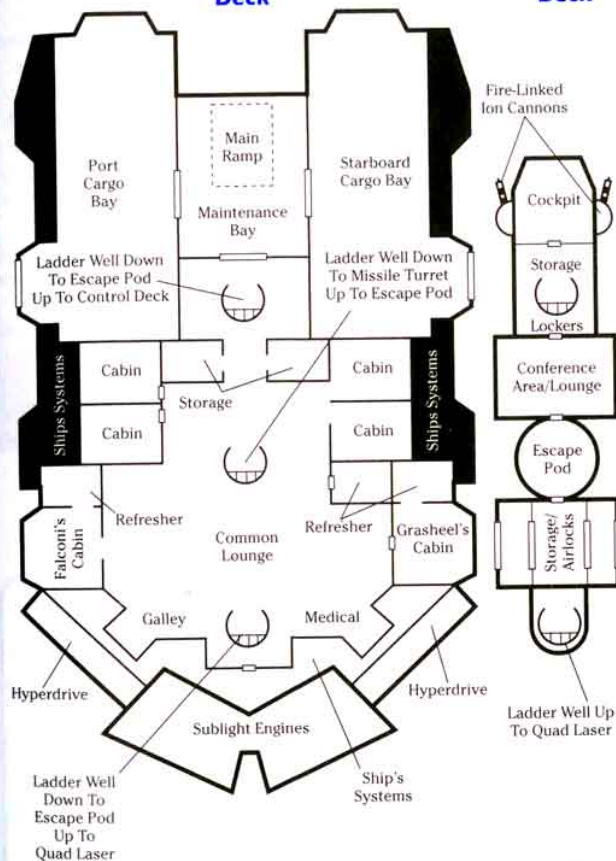 Deck
Deck
Fire-Linked
Ion Cannons
Main
Ramp
Port
Cargo
Bay
Starboard
Cargo Bay
Cockpit
Maintenance
Bay
Ladder Well Down
To Escape Pod
Up To Control Deck
Ladder Well Down
To Missile Turret
Up To Escape Pod
Storage
Lockers
Ships Systems
Cabin
Storage
Cabin
Ships Systems
Conference
Area/Lounge
Cabin
Cabin
Escape
Pod
Refresher
Refresher
Falconi's
Cabin
Common
Lounge
Grasheel's
Cabin
Storage/
Airlocks
Galley
Medical
Hyperdrive
Hyperdrive
Sublight Engines
Ladder Well Up
To Quad Laser
Ladder Well
Down To
Escape Pod
Up To
Quad Laser
Ship's
Systems